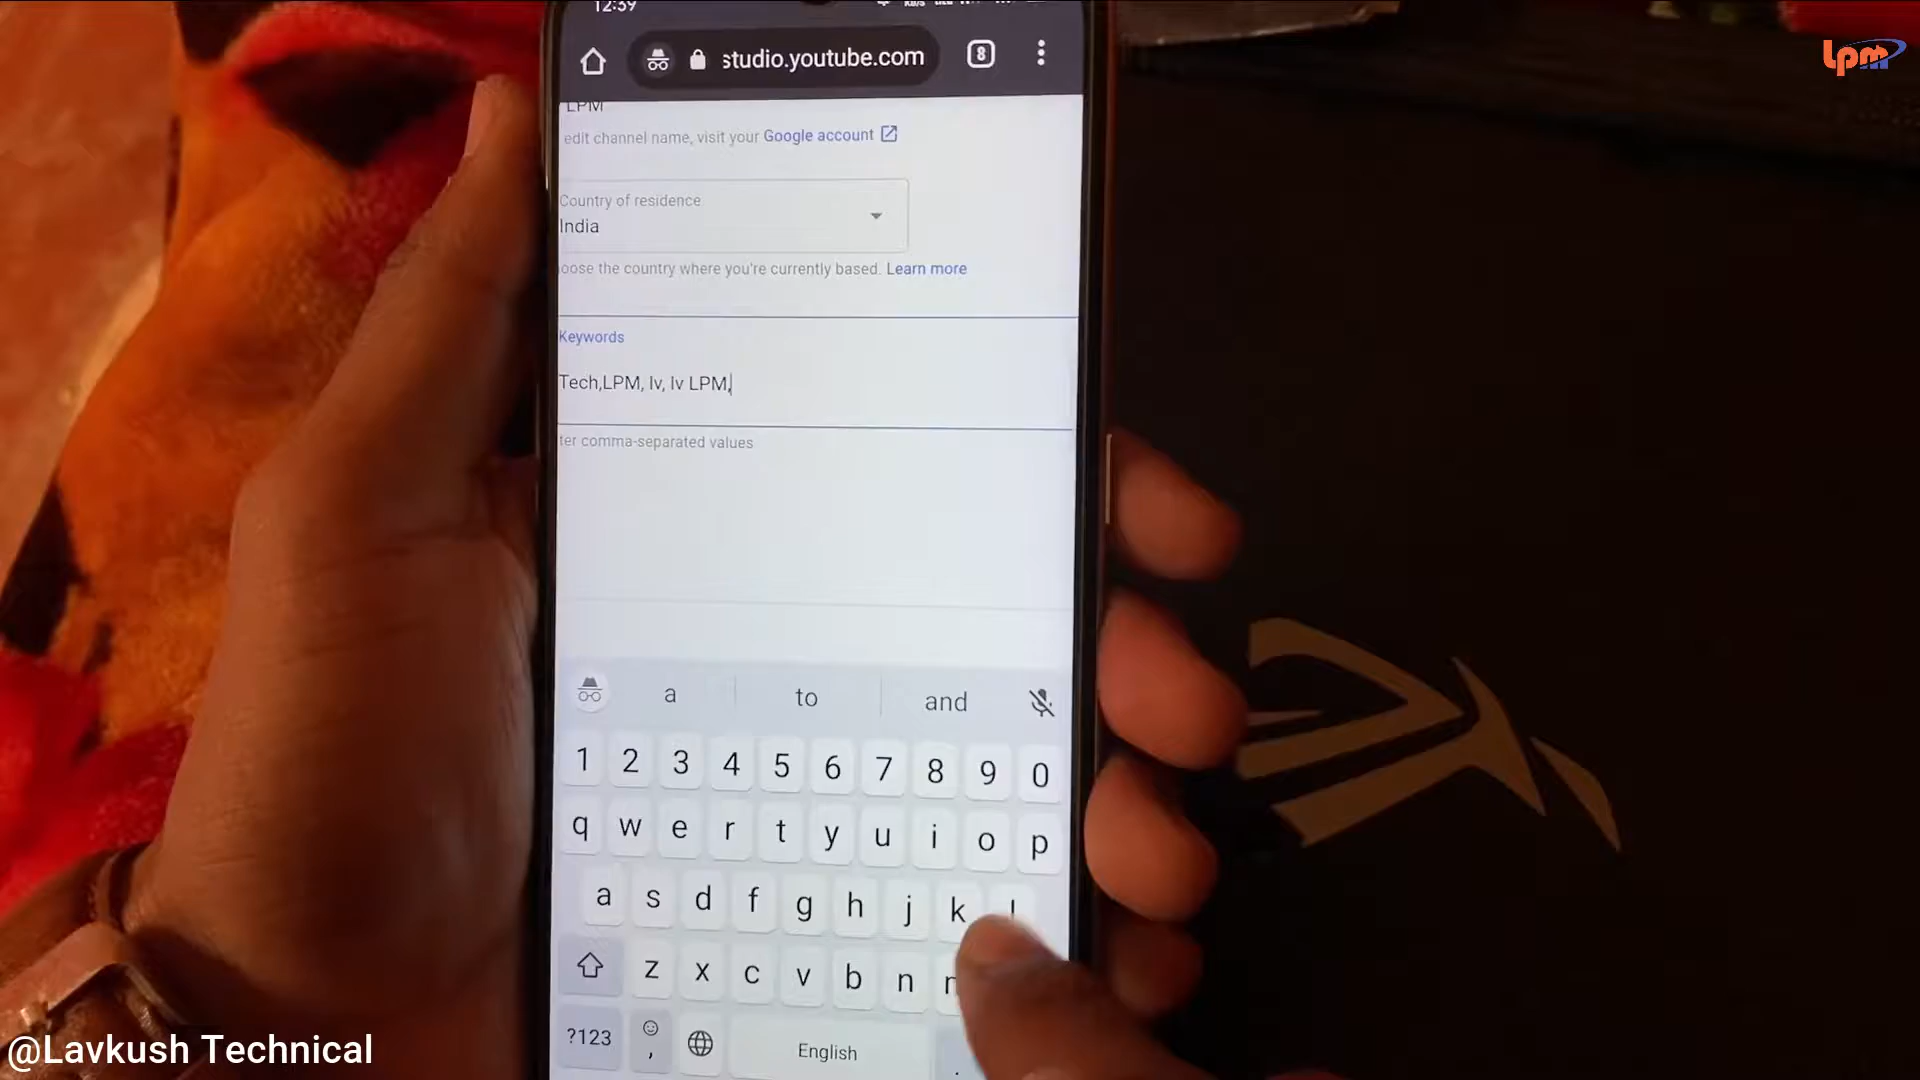 12:39
studio.youtube.com
8
lpm
LPM
edit channel name, visit your Google account
Country of residence
India
oose the country where you're currently based. Learn more
Keywords
Tech,LPM, lv, lv LPM,
ter comma-separated values
a to and
1 2 3 4 5 6 7 8 9 0
q w e r t y u i o p
a s d f g h j k l
z x c v b n m
?123 , English .
@Lavkush Technical